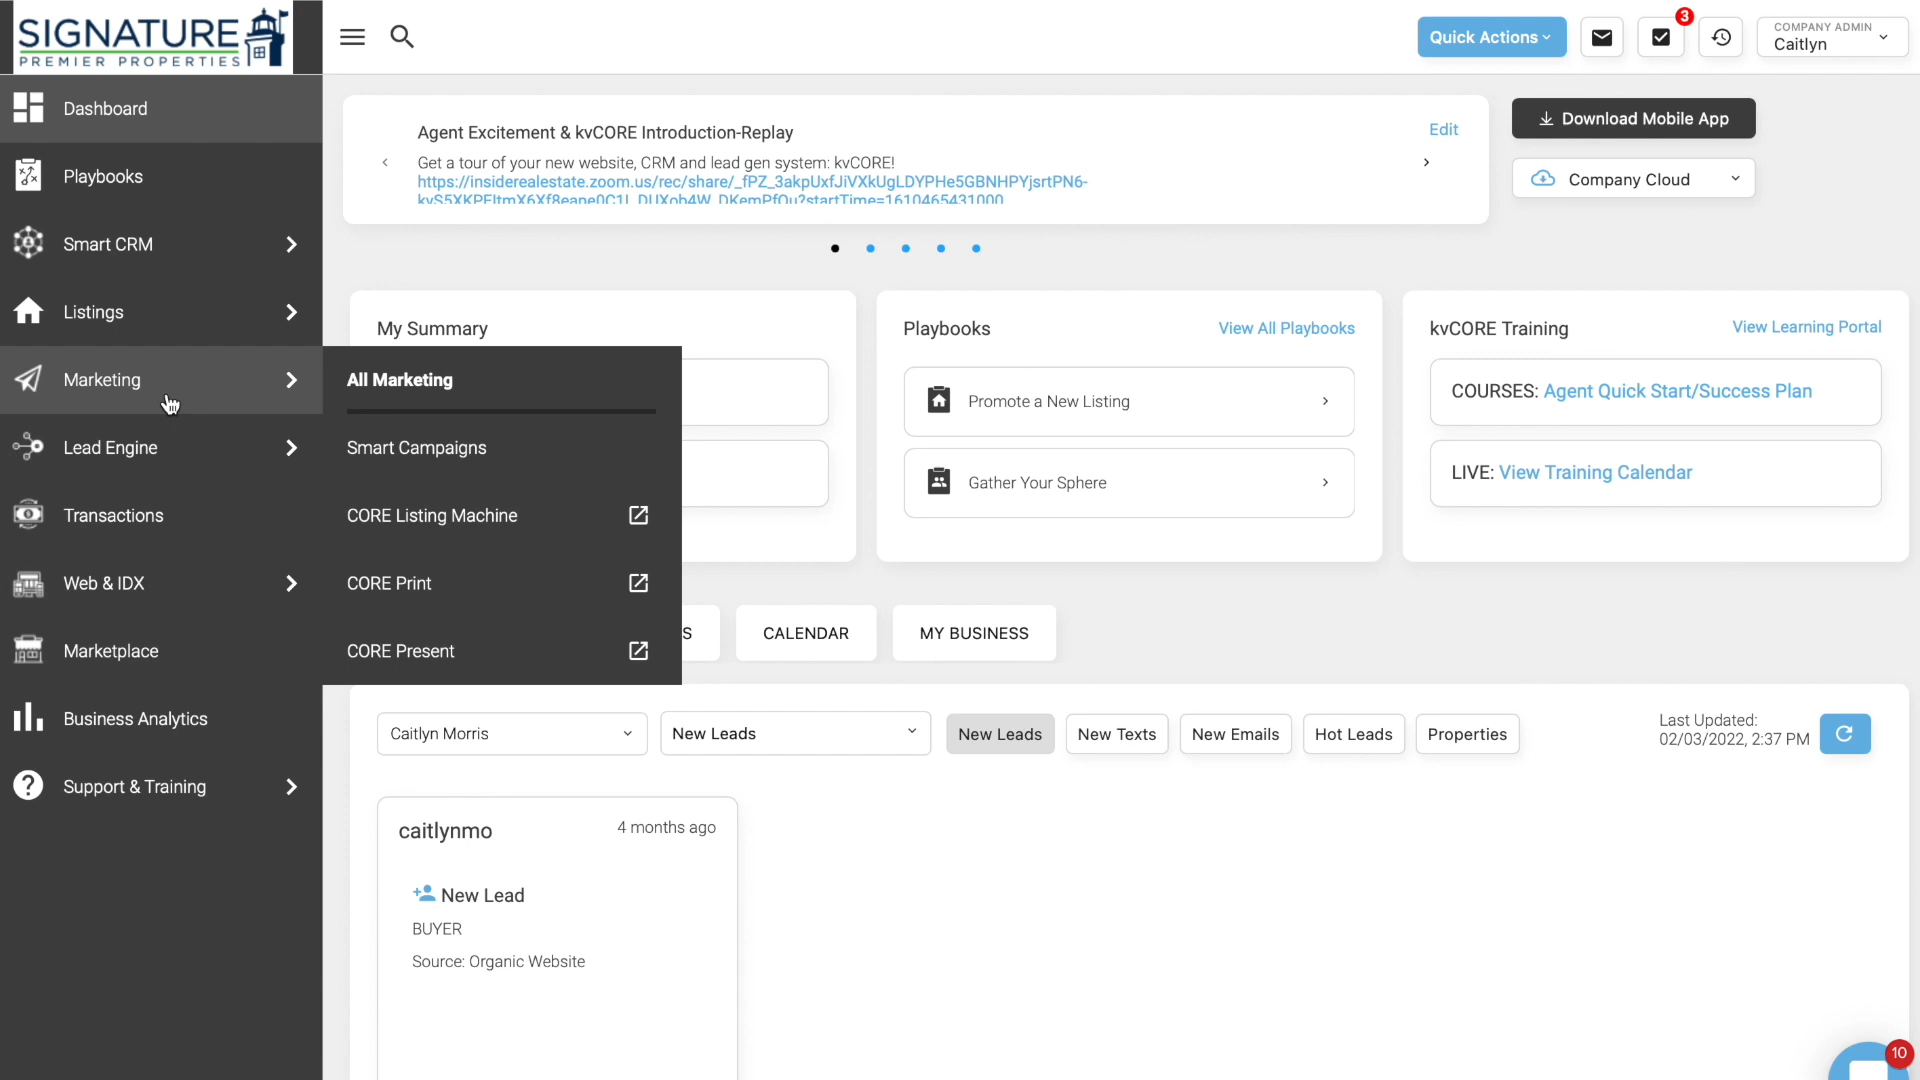 SIGNATURE
PREMIER PROPERTIES
Quick Actions
3
COMPANY ADMIN
Caitlyn
Dashboard
Playbooks
Smart CRM
Listings
Marketing
Lead Engine
Transactions
Web & IDX
Marketplace
Business Analytics
Support & Training
All Marketing
Smart Campaigns
CORE Listing Machine
CORE Print
CORE Present
Agent Excitement & kvCORE Introduction-Replay
Edit
Get a tour of your new website, CRM and lead gen system: kvCORE!
https://insiderealestate.zoom.us/rec/share/_fPZ_3akpUxfJiVXkUgLDYPHe5GBNHPYjsrtPN6-
Download Mobile App
Company Cloud
My Summary
Playbooks
View All Playbooks
Promote a New Listing
Gather Your Sphere
kvCORE Training
View Learning Portal
COURSES: Agent Quick Start/Success Plan
LIVE: View Training Calendar
S
CALENDAR
MY BUSINESS
Caitlyn Morris
New Leads
New Leads
New Texts
New Emails
Hot Leads
Properties
Last Updated:
02/03/2022, 2:37 PM
caitlynmo
4 months ago
New Lead
BUYER
Source: Organic Website
10